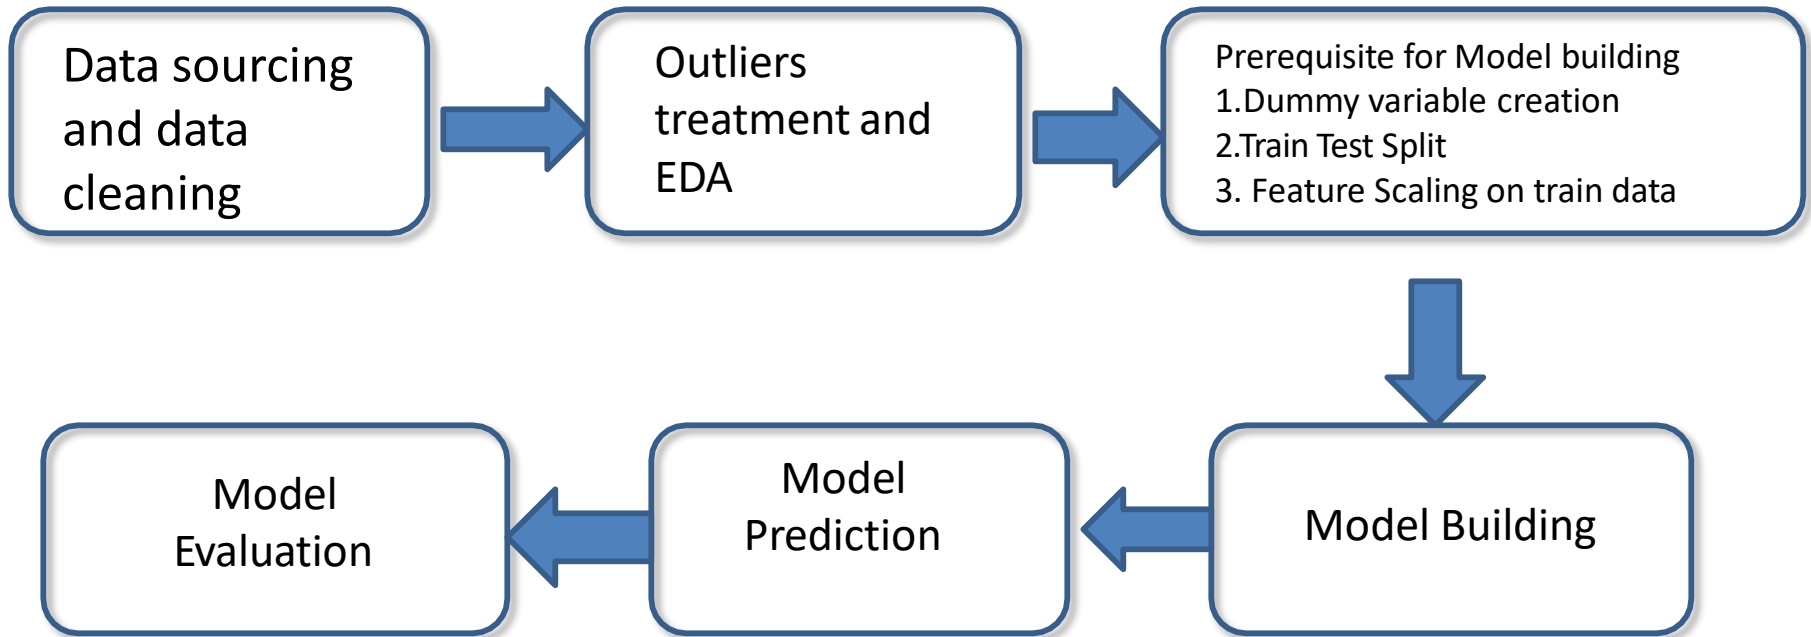 Data sourcing
and data
cleaning
Outliers
treatment and
EDA
Prerequisite for Model building
1.Dummy variable creation
2.Train Test Split
3. Feature Scaling on train data
Model Building
Model
Prediction
Model
Evaluation